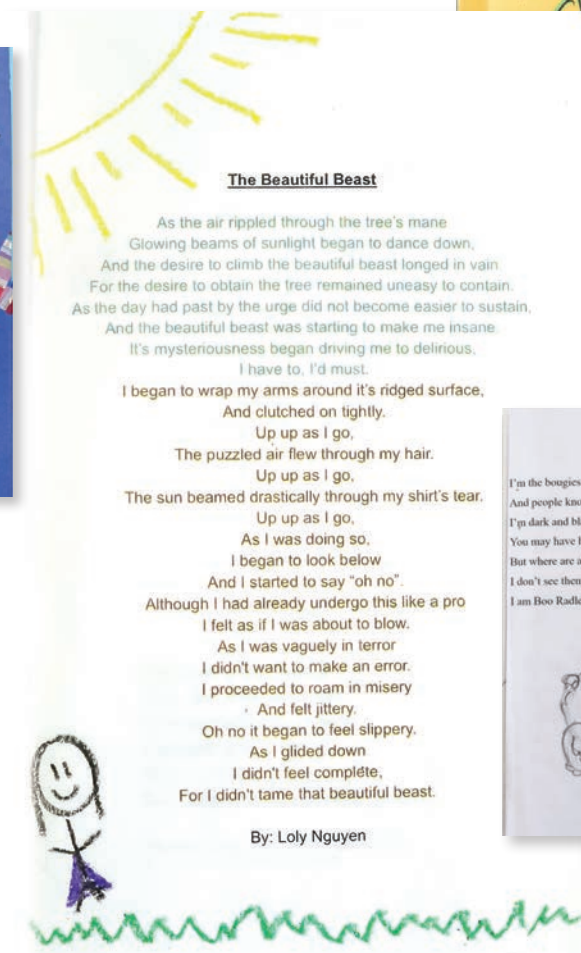 The Beautiful Beast
As the air rippled through the tree's mane
Glowing beams of sunlight began to dance down,
And the desire to climb the beautiful beast longed in vain
For the desire to obtain the tree remained uneasy to contain.
As the day had past by the urge did not become easier to sustain,
And the beautiful beast was starting to make me insane.
It's mysteriousness began driving me to delirious,
I have to, I'd must.
I began to wrap my arms around it's ridged surface,
And clutched on tightly.
Up up as I go,
The puzzled air flew through my hair.
Up up as I go,
The sun beamed drastically through my shirt's tear.
Up up as I go,
As I was doing so,
I began to look below
And I started to say "oh no".
Although I had already undergo this like a pro
I felt as if I was about to blow.
As I was vaguely in terror
I didn't want to make an error.
I proceeded to roam in misery
And felt jittery.
Oh no it began to feel slippery.
As I glided down
I didn't feel complete,
For I didn't tame that beautiful beast.
By: Loly Nguyen
I'm the bougies
And people kno
I'm dark and bl
You may have
But where are a
I don't see then
I am Boo Radle